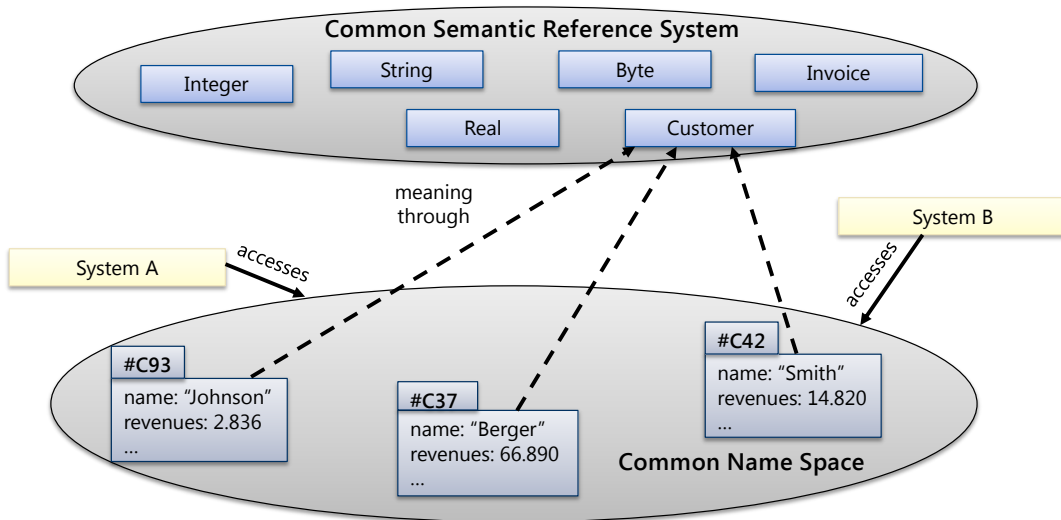 Common Semantic Reference System
Integer
String
Byte
Invoice
Real
Customer
meaning
through
System A
accesses
System B
accesses
#C93
name: “Johnson”
revenues: 2.836
...
#C37
name: “Berger”
revenues: 66.890
...
#C42
name: “Smith”
revenues: 14.820
...
Common Name Space